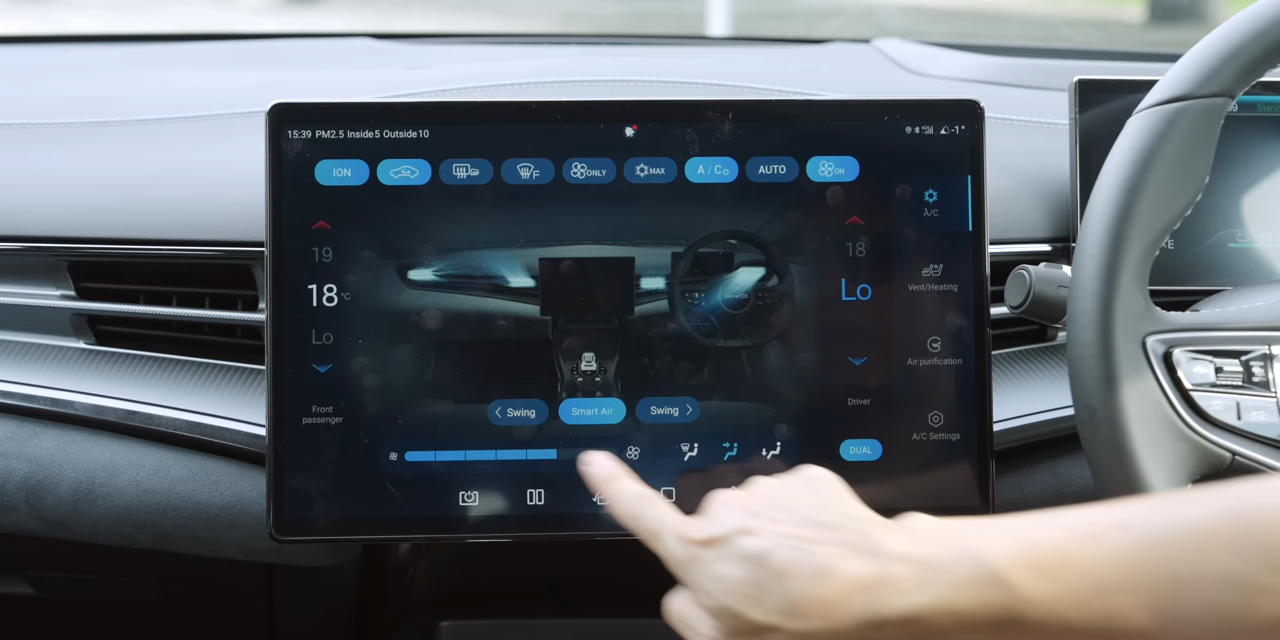 15:39 PM2.5 Inside5 Outside10
-1°
ION
F
ONLY
MAX
A/C
AUTO
ON
19
18°C
Lo
Front
passenger
18
Lo
Driver
DUAL
A/C
Vent/Heating
Air purification
A/C Settings
Swing
Smart Air
Swing